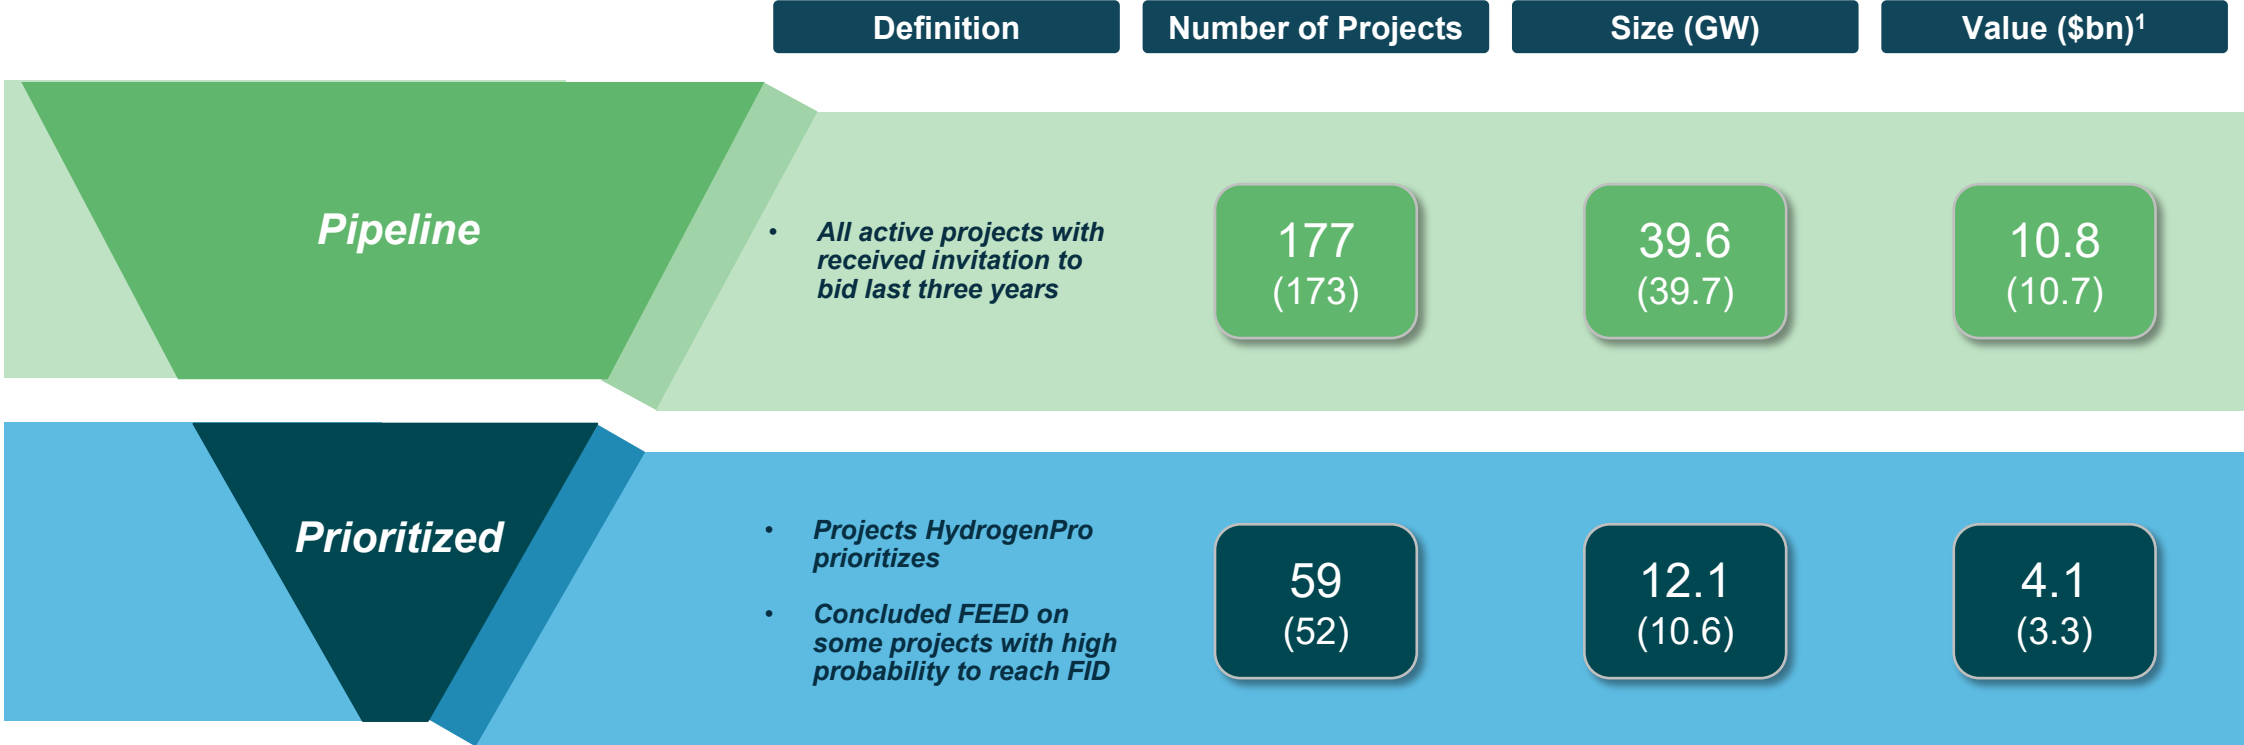 Definition
Number of Projects
Size (GW)
Value ($bn)¹
Pipeline
• All active projects with
received invitation to
bid last three years
177
(173)
39.6
(39.7)
10.8
(10.7)
Prioritized
• Projects HydrogenPro
prioritizes
• Concluded FEED on
some projects with high
probability to reach FID
59
(52)
12.1
(10.6)
4.1
(3.3)